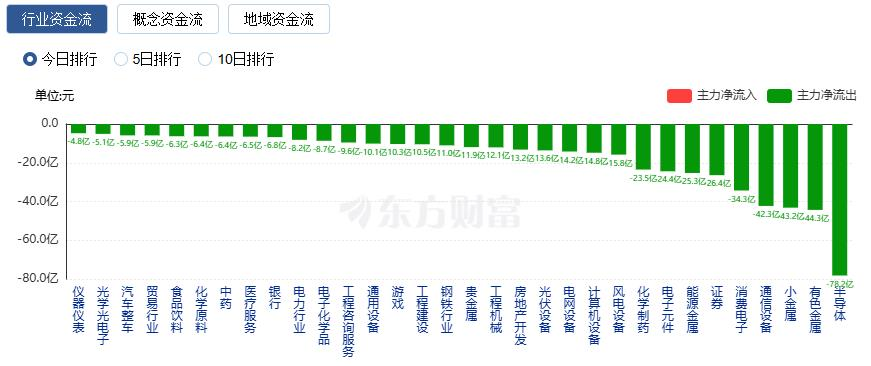 行业资金流 概念资金流 地域资金流
今日排行 5日排行 10日排行
单位:元 主力净流入 主力净流出
0.0
-20.0亿
-40.0亿
-60.0亿
-80.0亿
-4.8亿 -5.1亿 -5.9亿 -5.9亿 -6.3亿 -6.4亿 -6.4亿 -6.5亿 -6.8亿 -8.2亿 -8.7亿 -9.6亿 -10.1亿 -10.3亿 -10.5亿 -11.0亿 -11.9亿 -12.1亿 -13.2亿 -13.6亿 -14.2亿 -14.8亿 -15.8亿 -23.5亿 -24.4亿 -25.3亿 -26.4亿 -34.3亿 -42.3亿 -43.2亿 -44.3亿 -78.2亿
东方财富
仪器仪表
光学光电子
汽车整车
贸易行业
食品饮料
化学原料
中药
医疗服务
银行
电力行业
电子化学品
工程咨询服务
通用设备
游戏
工程建设
钢铁行业
贵金属
工程机械
房地产开发
光伏设备
电网设备
计算机设备
风电设备
化学制药
电子元件
能源金属
证券
消费电子
通信设备
小金属
有色金属
半导体